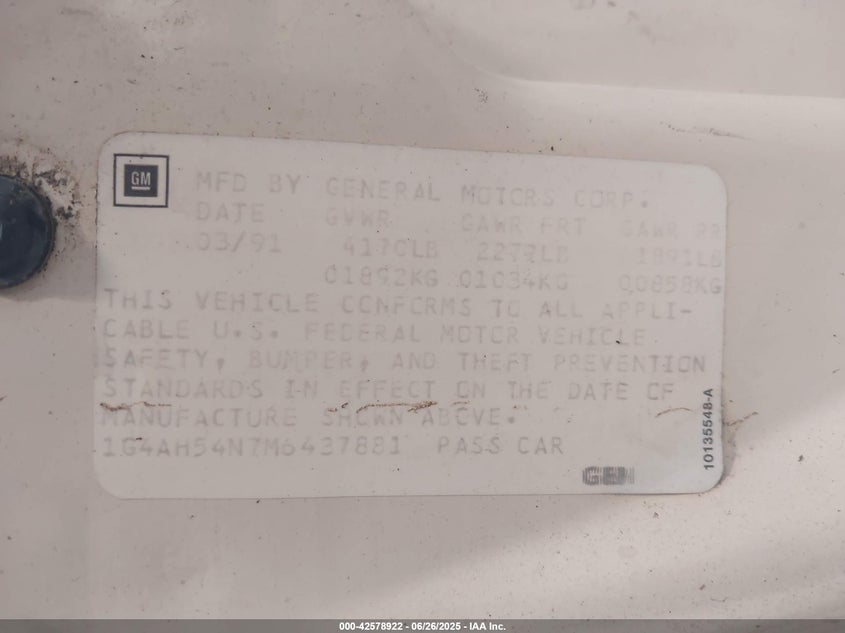 GM
MFD BY GENERAL MOTORS CORP.
DATE GVWR GAWR FRT GAWR RR
03/91 4170LB 2279LB 1891LB
01892KG 01034KG 00858KG
THIS VEHICLE CONFORMS TO ALL APPLI-
CABLE U.S. FEDERAL MOTOR VEHICLE
SAFETY, BUMPER, AND THEFT PREVENTION
STANDARDS IN EFFECT ON THE DATE OF
MANUFACTURE SHOWN ABOVE.
1G4AH54N7M6437881 PASS CAR
10135548-A
000-42578922 - 06/26/2025 - IAA Inc.